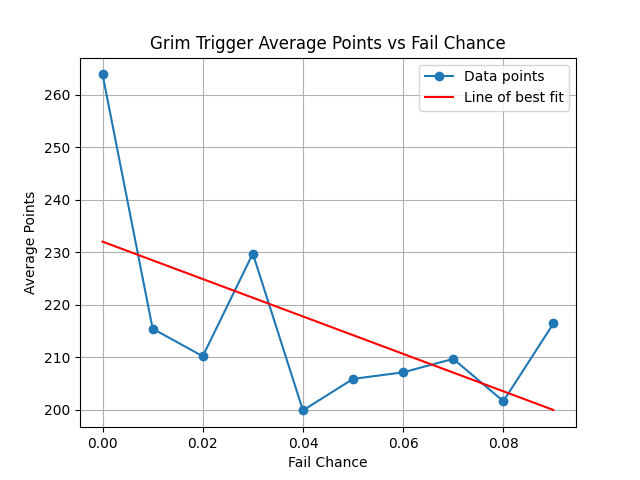 Grim Trigger Average Points vs Fail Chance
Data points
Line of best fit
Average Points
260
250
240
230
220
210
200
0.00 0.02 0.04 0.06 0.08
Fail Chance